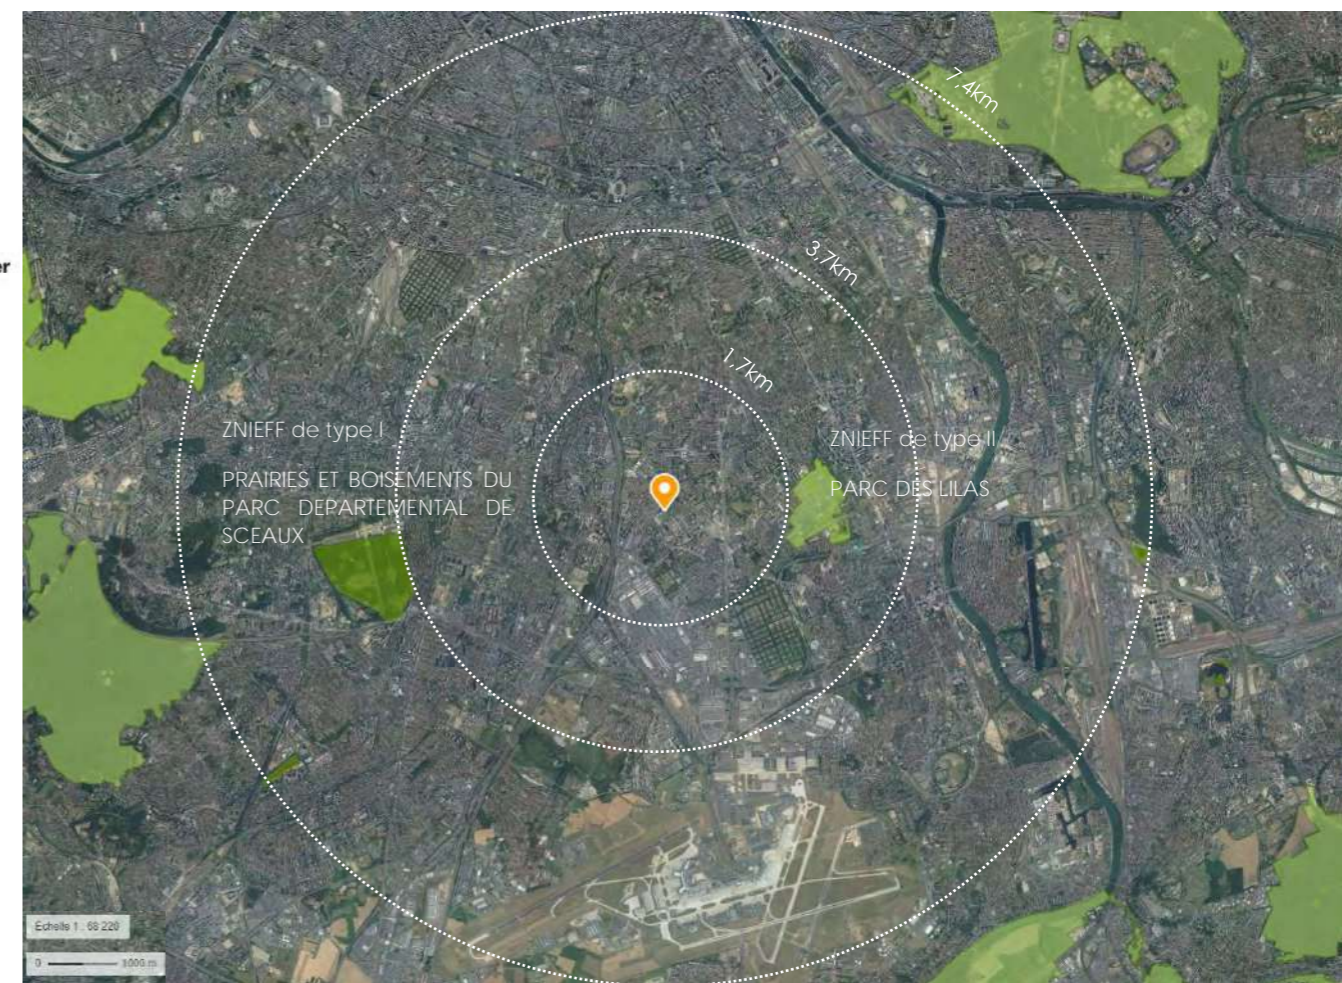 er
7,4km
3,7km
1,7km
ZNIEFF de type I
PRAIRIES ET BOISEMENTS DU
PARC DEPARTEMENTAL DE
SCEAUX
ZNIEFF de type II
PARC DES LILAS
Echelle 1 : 68 220
0 1000 m